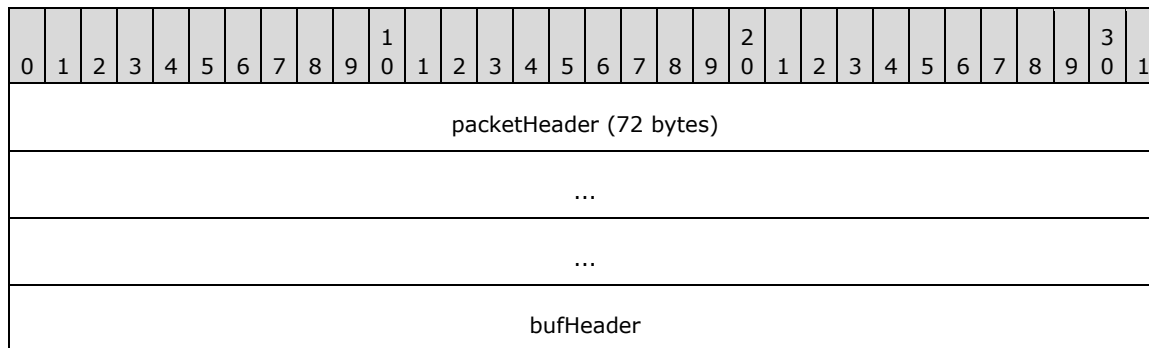 1 2 3
0 1 2 3 4 5 6 7 8 9 0 1 2 3 4 5 6 7 8 9 0 1 2 3 4 5 6 7 8 9 0 1
packetHeader (72 bytes)
...
...
bufHeader